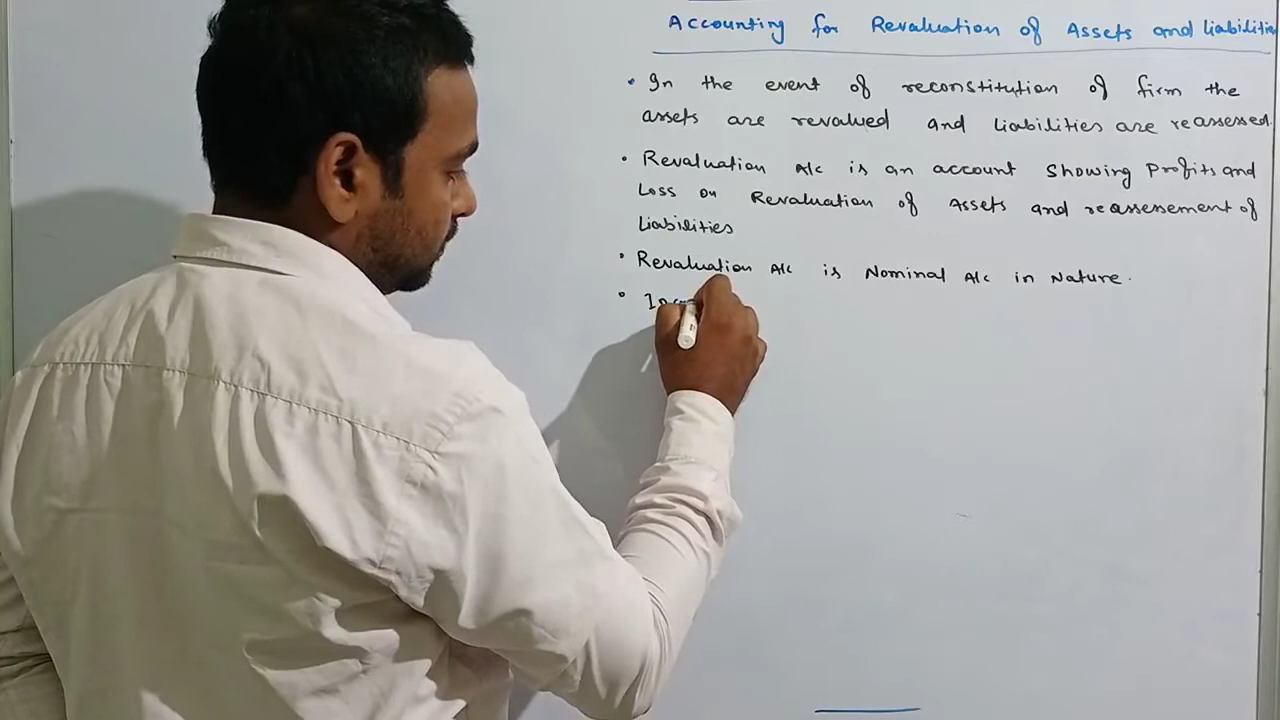 Accounting for Revaluation of Assets and liabilities
• In the event of reconstitution of firm the
assets are revalued and liabilities are reassessed.
• Revaluation A/c is an account showing Profits and
Loss on Revaluation of Assets and reassessement of
liabilities
• Revaluation A/c is Nominal A/c in Nature.
•